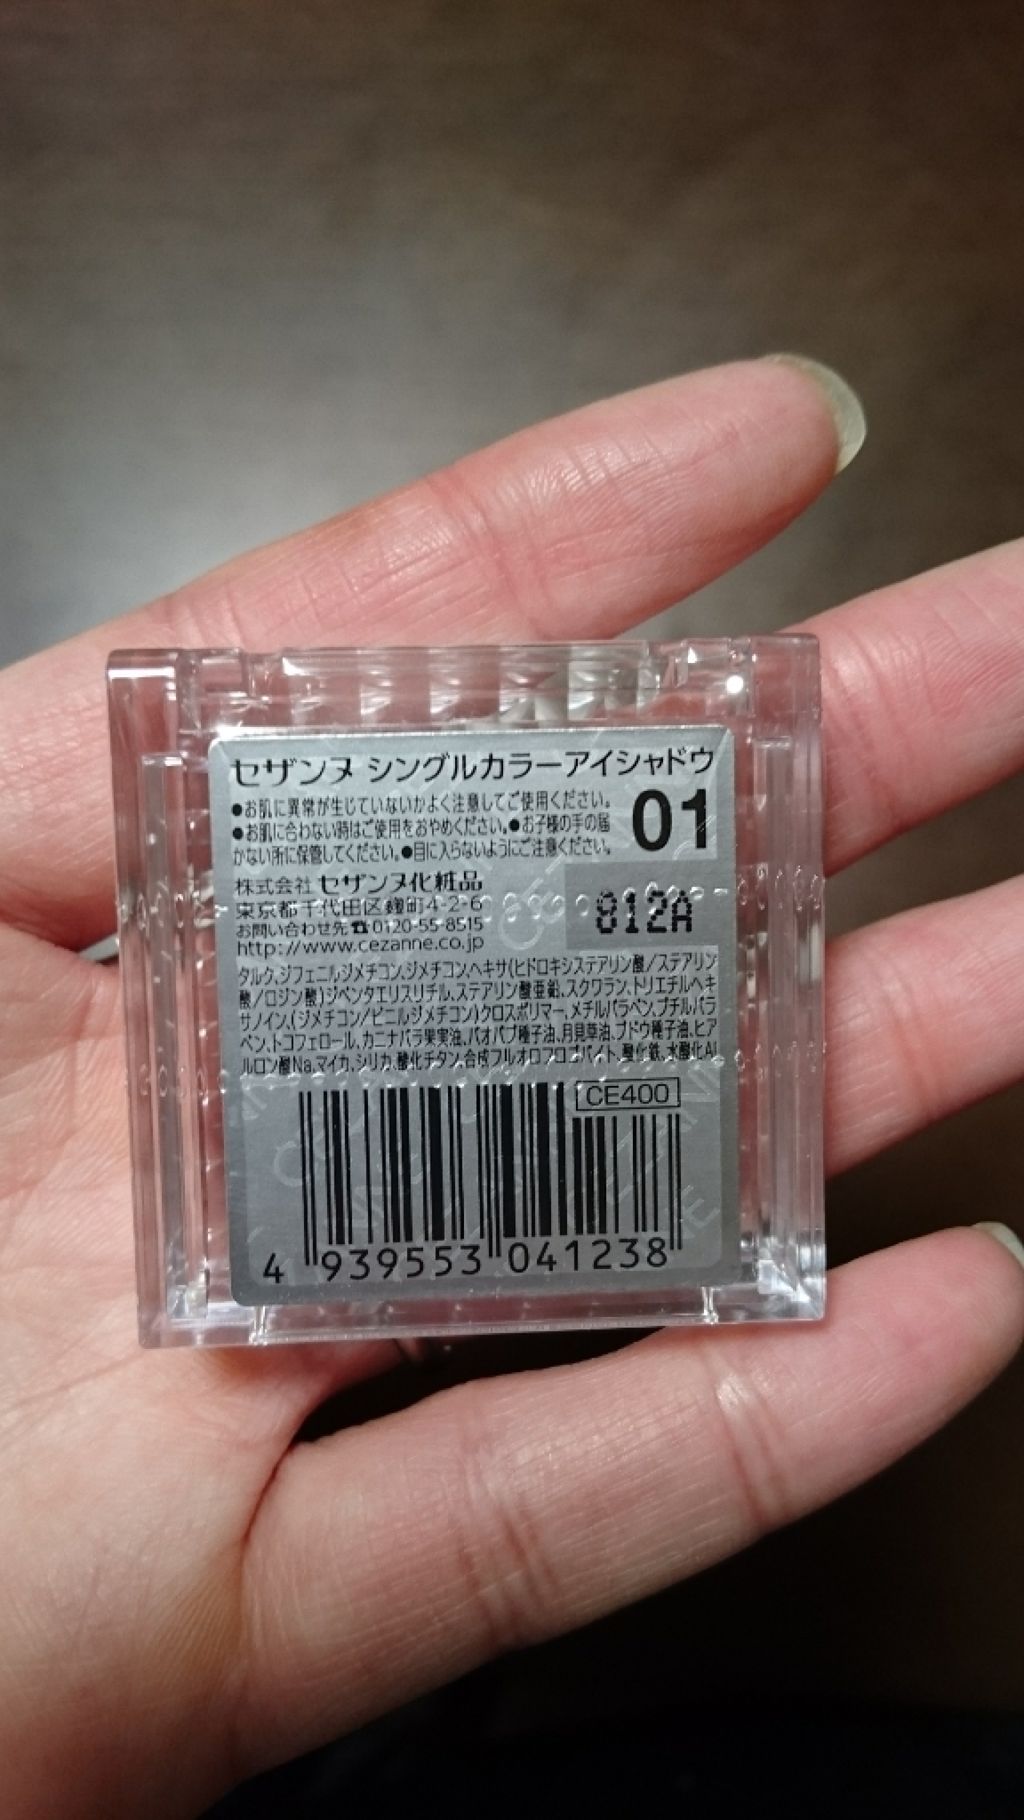 セザンヌ シングルカラーアイシャドウ
●お肌に異常が生じていないかよく注意してご使用ください。
●お肌に合わない時はご使用をおやめください。●お子様の手の届
かない所に保管してください。●目に入らないようにご注意ください。
01
株式会社 セザンヌ化粧品
東京都千代田区麹町4-2-6
お問い合わせ先☎0120-55-8515
http://www.cezanne.co.jp
812A
タルク,ジフェニルジメチコン,ジメチコン,ヘキサ(ヒドロキシステアリン酸/ステアリン
酸/ロジン酸)ジペンタエリスリチル,ステアリン酸亜鉛,スクワラン,トリエチルヘキ
サノイン,(ジメチコン/ビニルジメチコン)クロスポリマー,メチルパラベン,ブチルパラ
ベン,トコフェロール,カニナバラ果実油,バオバブ種子油,月見草油,ブドウ種子油,ヒア
ルロン酸Na,マイカ,シリカ,酸化チタン,合成フルオロフロゴパイト,酸化鉄,水酸化Al
CE400
4 939553 041238